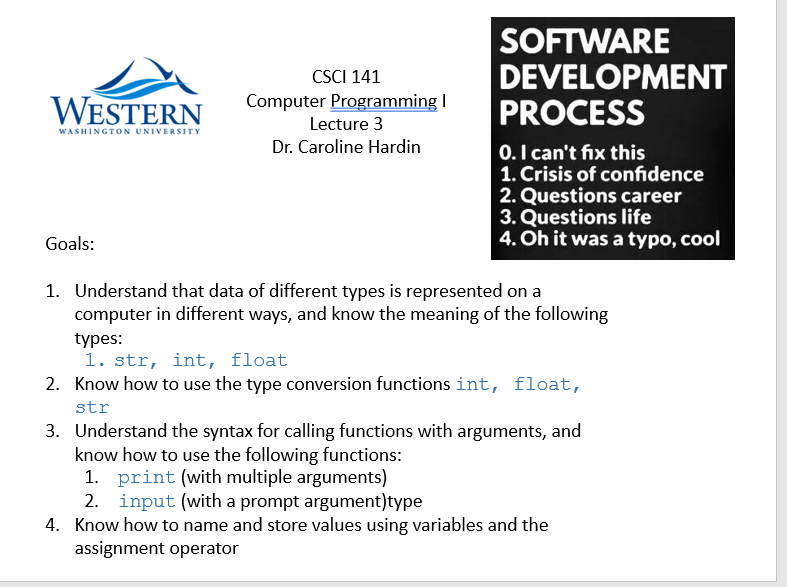 WESTERN
WASHINGTON UNIVERSITY
CSCI 141
Computer Programming I
Lecture 3
Dr. Caroline Hardin
SOFTWARE
DEVELOPMENT
PROCESS
0. I can't fix this
1. Crisis of confidence
2. Questions career
3. Questions life
4. Oh it was a typo, cool
Goals:
1. Understand that data of different types is represented on a
computer in different ways, and know the meaning of the following
types:
1. str, int, float
2. Know how to use the type conversion functions int, float,
str
3. Understand the syntax for calling functions with arguments, and
know how to use the following functions:
1. print (with multiple arguments)
2. input (with a prompt argument)type
4. Know how to name and store values using variables and the
assignment operator